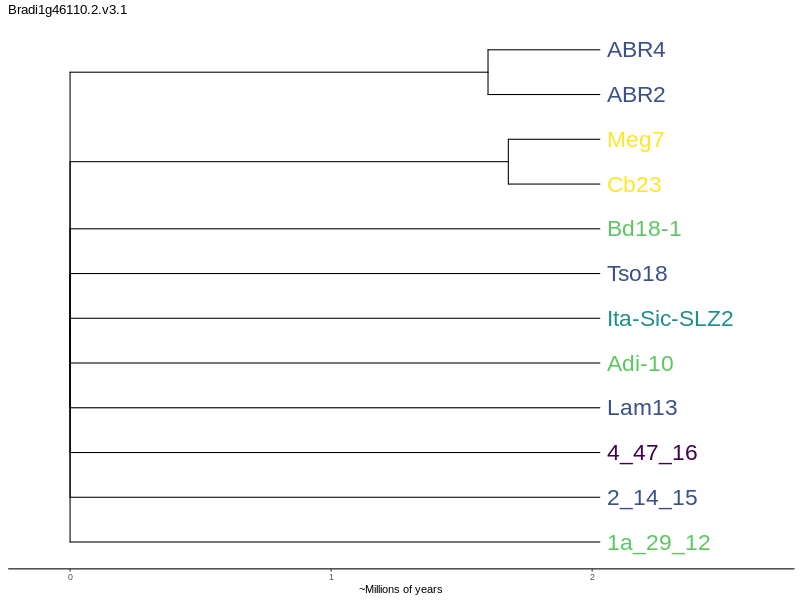 Bradi1g46110.2.v3.1
ABR4
ABR2
Meg7
Cb23
Bd18-1
Tso18
Ita-Sic-SLZ2
Adi-10
Lam13
4_47_16
2_14_15
1a_29_12
0 1 2
~Millions of years